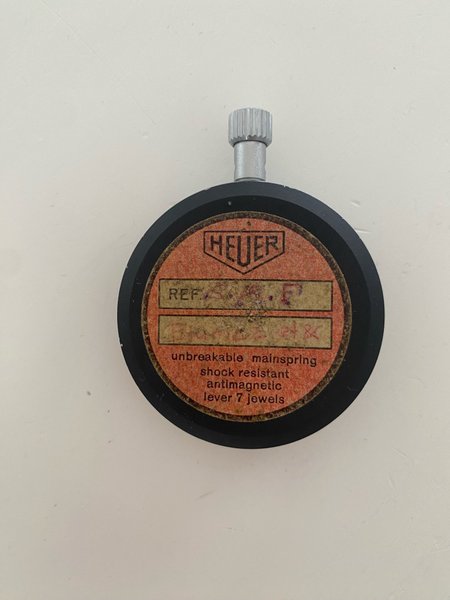 HEUER
REF.
unbreakable mainspring
shock resistant
antimagnetic
lever 7 jewels